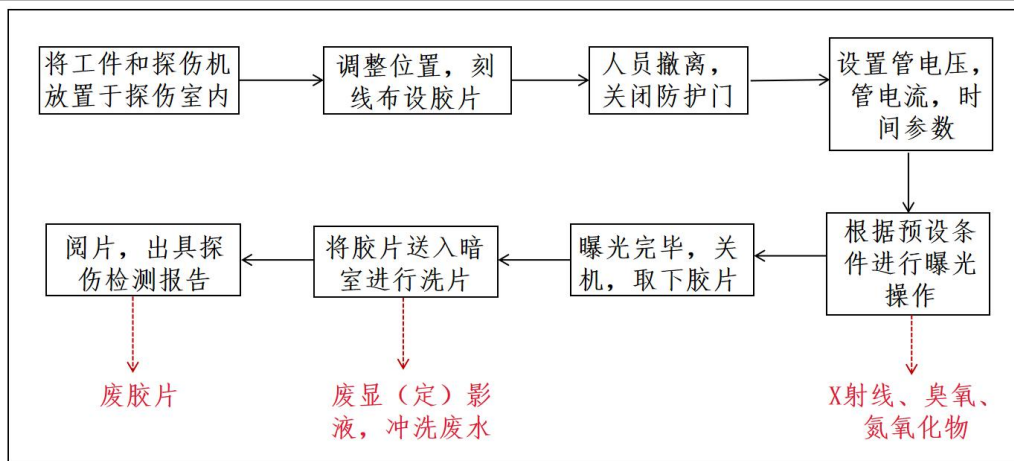 将工件和探伤机
放置于探伤室内
调整位置，刻
线布设胶片
人员撤离，
关闭防护门
设置管电压，
管电流，时
间参数
根据预设条
件进行曝光
操作
曝光完毕，关
机，取下胶片
将胶片送入暗
室进行洗片
阅片，出具探
伤检测报告
废胶片
废显（定）影
液，冲洗废水
X射线、臭氧、
氮氧化物